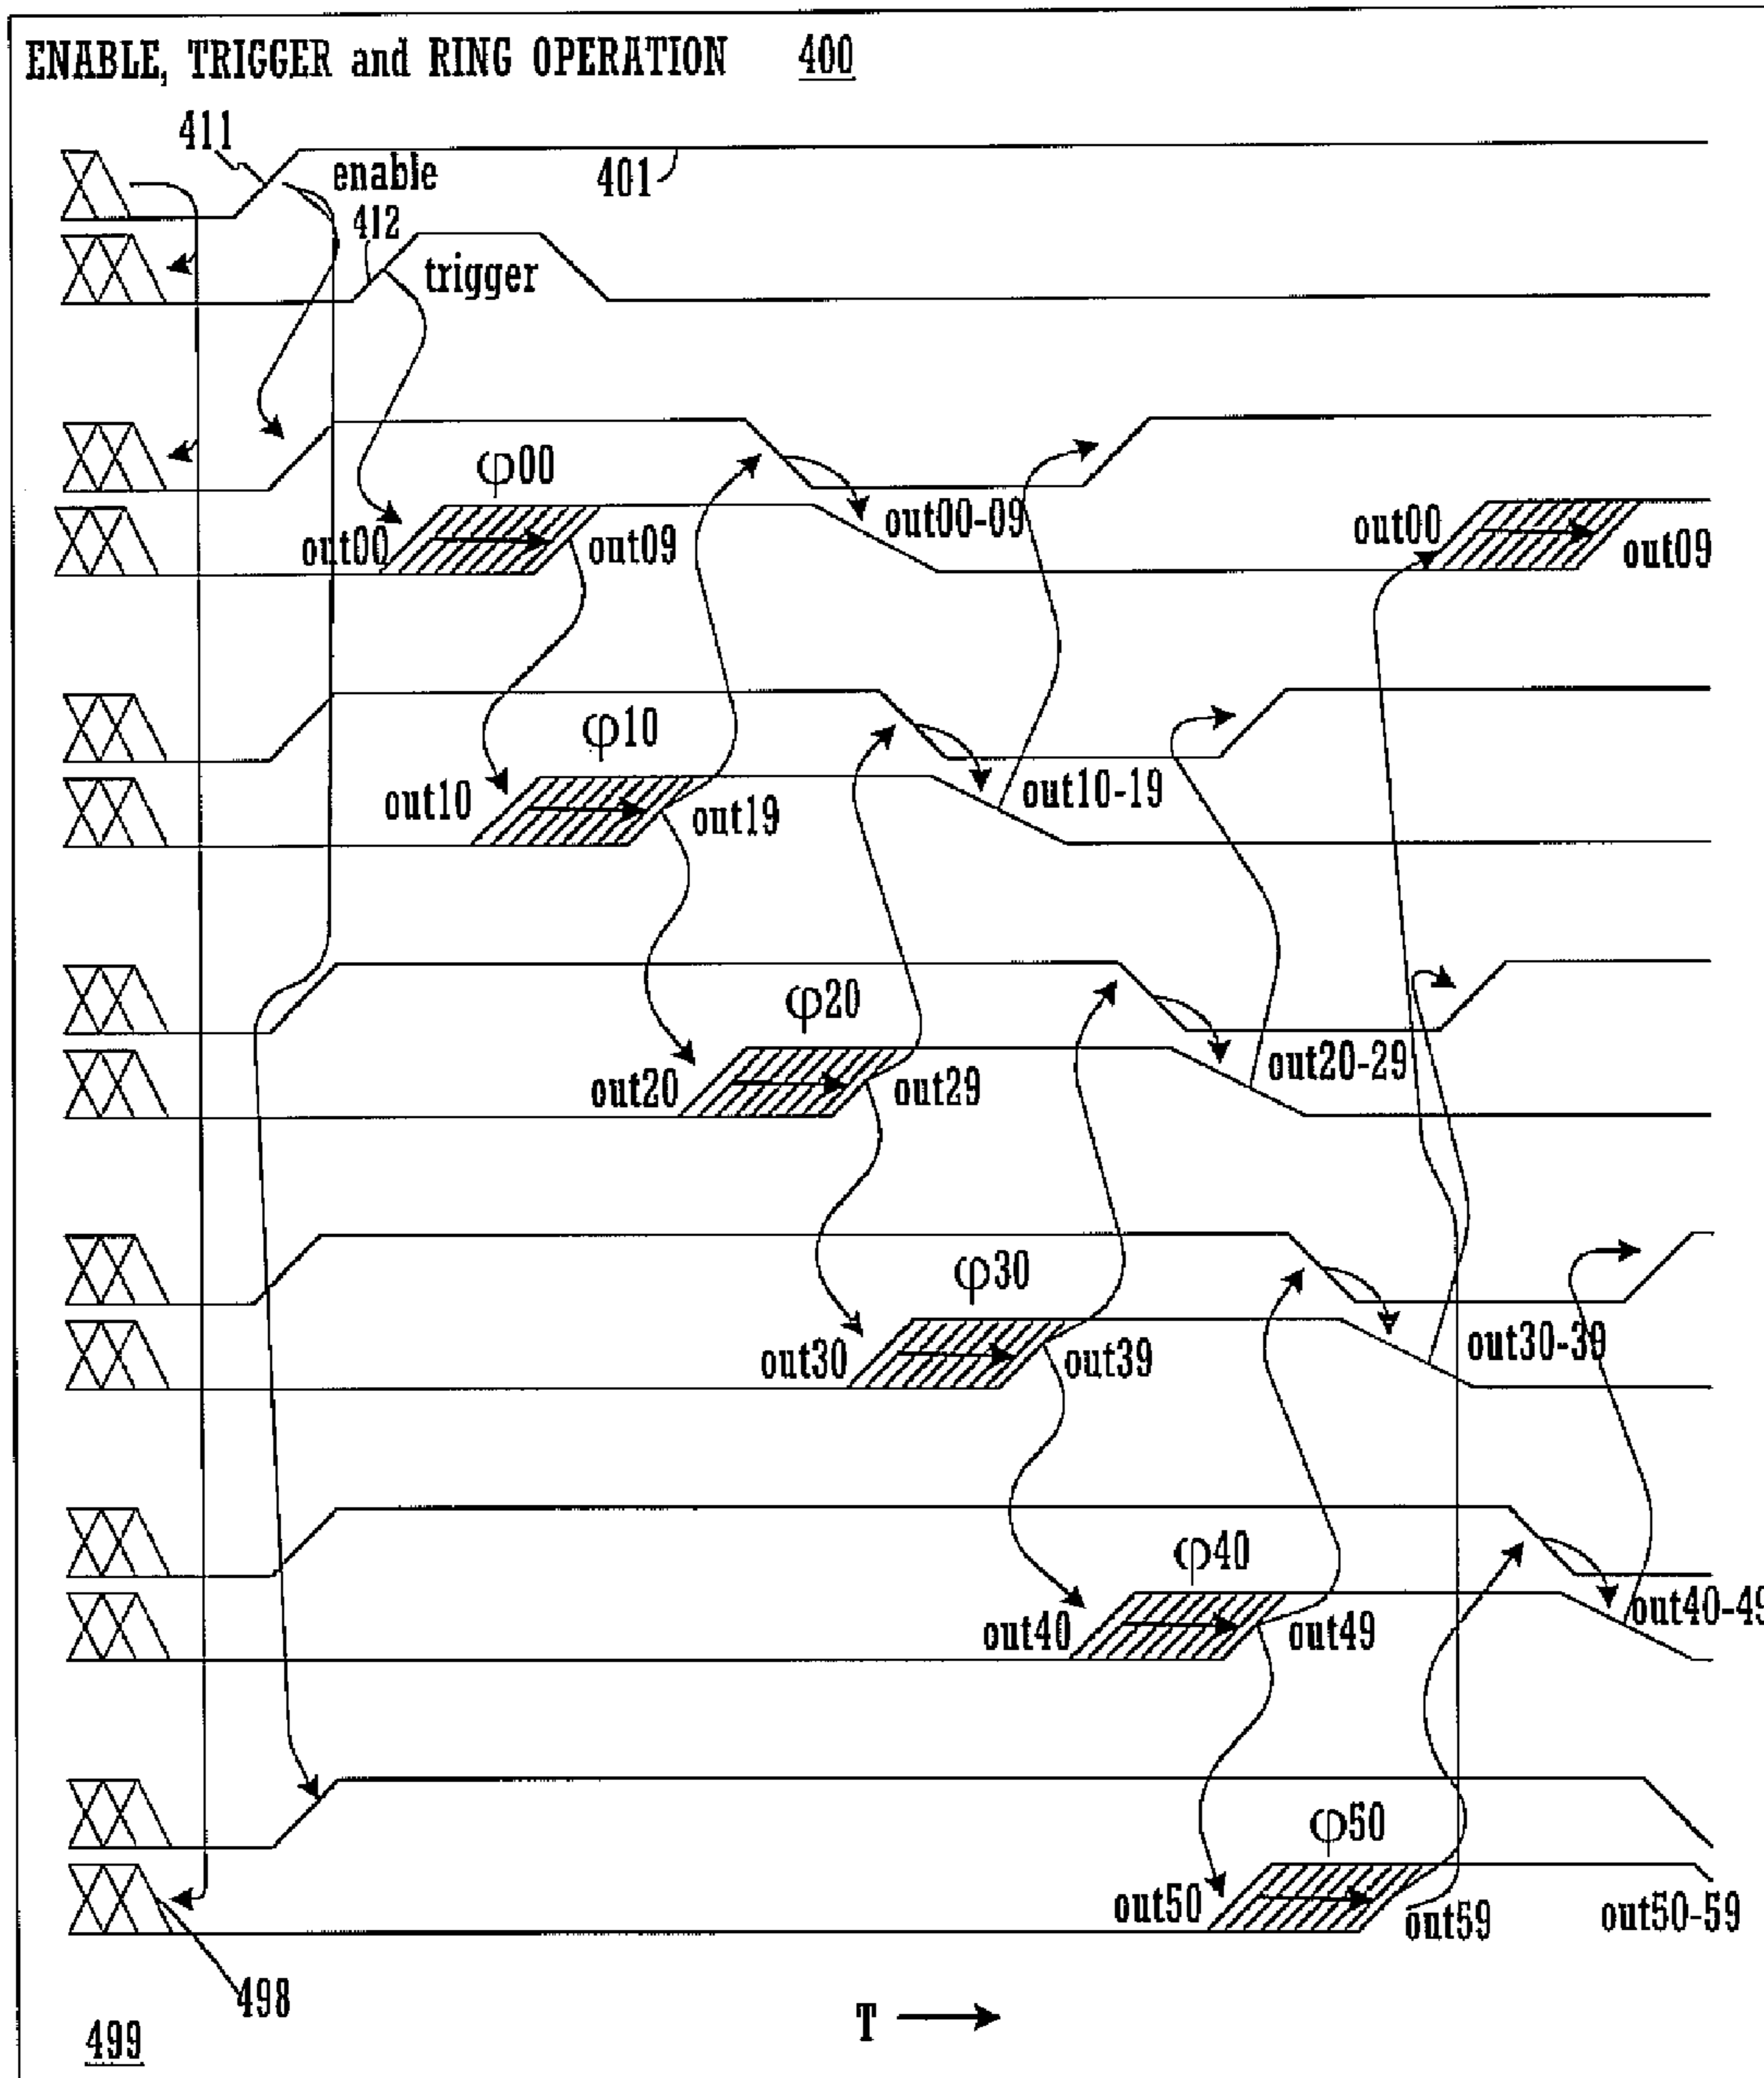 ENABLE, TRIGGER and RING OPERATION 400
411
enable
401
412
trigger
φ00
out00
out09
out00-09
out00
out09
φ10
out10
out19
out10-19
φ20
out20
out29
out20-29
φ30
out30
out39
out30-39
φ40
out40
out49
out40-49
φ50
out50
out59
out50-59
498
T
499